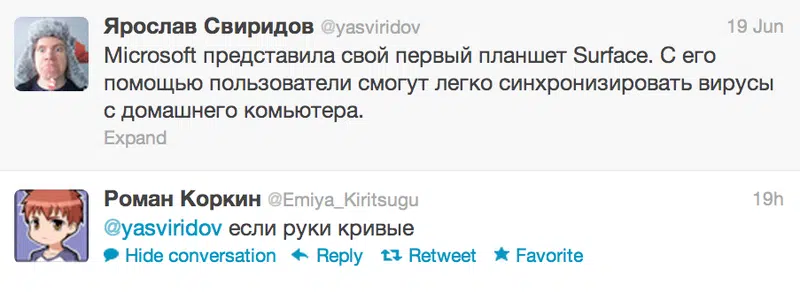 Ярослав Свиридов @yasviridov 19 Jun
Microsoft представила свой первый планшет Surface. С его
помощью пользователи смогут легко синхронизировать вирусы
с домашнего комьютера.
Expand
Роман Коркин @Emiya_Kiritsugu 19h
@yasviridov если руки кривые
Hide conversation Reply Retweet Favorite